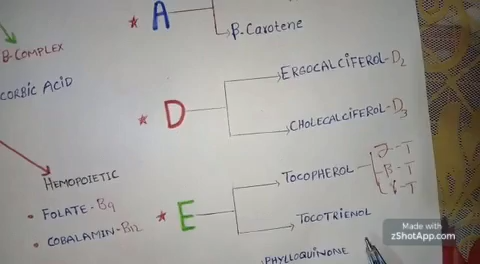 A
β-Carotene
B-COMPLEX
CORBIC ACID
D
ERGOCALCIFEROL-D2
CHOLECALCIFEROL-D3
HEMOPOIETIC
FOLATE-B9
COBALAMIN-B12
E
TOCOPHEROL
-T
β-T
γ-T
TOCOTRIENOL
PHYLLOQUINONE
Made with
zShotApp.com